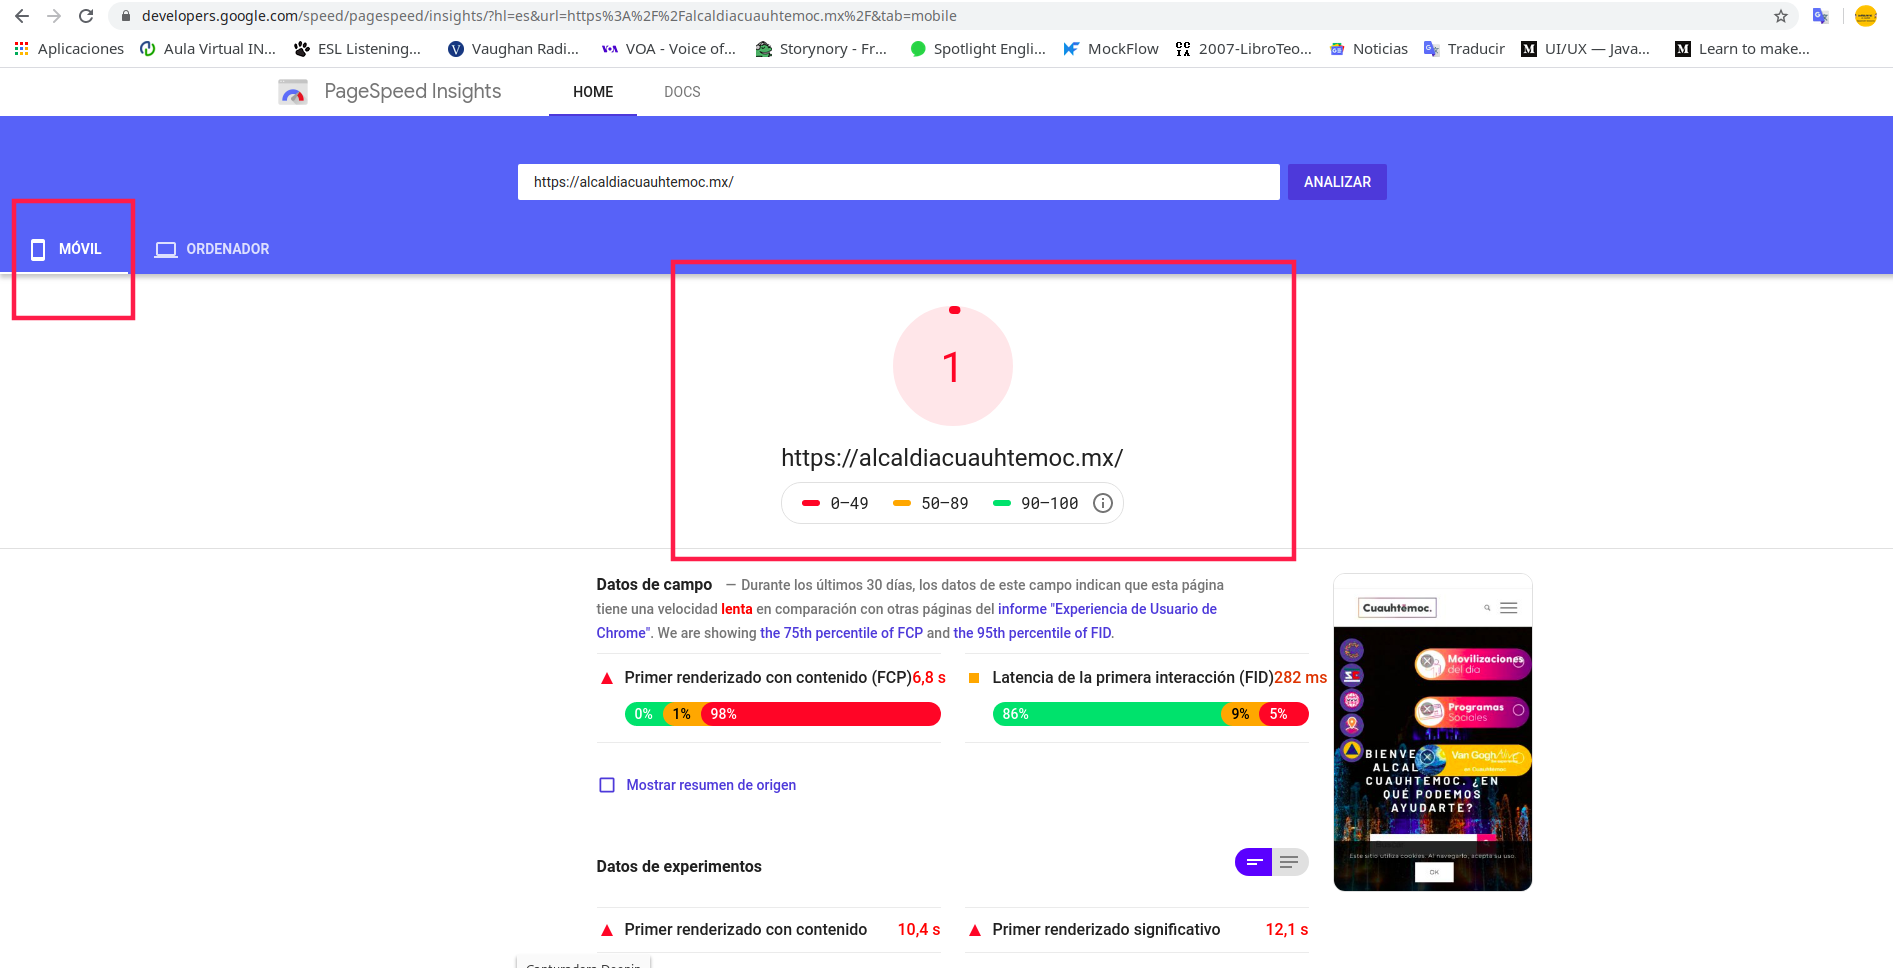 developers.google.com/speed/pagespeed/insights/?hl=es&url=https%3A%2F%2Falcaldiacuauhtemoc.mx%2F&tab=mobile
Aplicaciones
Aula Virtual IN...
ESL Listening...
Vaughan Radi...
VOA - Voice of...
Storynory - Fr...
Spotlight Engli...
MockFlow
2007-LibroTeo...
Noticias
Traducir
UI/UX — Java...
Learn to make...
PageSpeed Insights
HOME
DOCS
https://alcaldiacuauhtemoc.mx/
ANALIZAR
MÓVIL
ORDENADOR
1
https://alcaldiacuauhtemoc.mx/
0–49
50–89
90–100
Datos de campo — Durante los últimos 30 días, los datos de este campo indican que esta página
tiene una velocidad lenta en comparación con otras páginas del informe "Experiencia de Usuario de
Chrome". We are showing the 75th percentile of FCP and the 95th percentile of FID.
Primer renderizado con contenido (FCP) 6,8 s
0% 1% 98%
Latencia de la primera interacción (FID) 282 ms
86% 9% 5%
Mostrar resumen de origen
Datos de experimentos
Primer renderizado con contenido 10,4 s
Primer renderizado significativo 12,1 s
Cuauhtémoc.
Movilizaciones
del día
Programas
Sociales
Van Gogh Alive
en Cuauhtémoc
BIENVE
ALCAL
CUAUHTÉMOC. ¿EN
QUÉ PODEMOS
AYUDARTE?
Este sitio utiliza cookies. Al navegarlo, acepta su uso.
OK